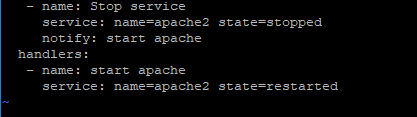 - name: Stop service
service: name=apache2 state=stopped
notify: start apache
handlers:
- name: start apache
service: name=apache2 state=restarted
~